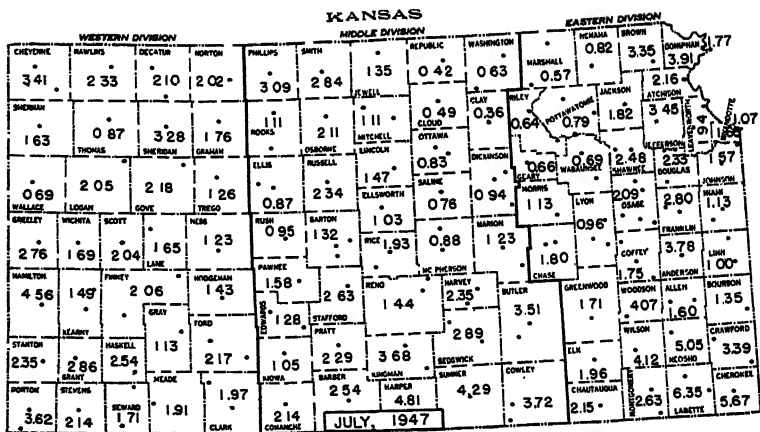 KANSAS
WESTERN DIVISION MIDDLE DIVISION EASTERN DIVISION
CHEYENNE RAWLINS DECATUR NORTON PHILLIPS SMITH REPUBLIC WASHINGTON MARSHALL NEMAHA BROWN DONIPHAN
3.41 2.33 2.10 2.02 3.09 2.84 1.35 0.42 0.63 0.57 0.82 3.35 3.91 1.77
JEWELL ATCHISON
2.16
SHERMAN THOMAS SHERIDAN GRAHAM ROOKS OSBORNE MITCHELL CLOUD CLAY RILEY POTTAWATOMIE JACKSON JEFFERSON LEAVENWORTH WYANDOTTE
1.63 0.87 3.28 1.76 1.11 2.11 1.11 0.49 0.36 0.64 0.79 1.82 3.45 1.94 1.07
WALLACE LOGAN GOVE TREGO ELLIS RUSSELL LINCOLN OTTAWA DICKINSON GEARY WABAUNSEE SHAWNEE DOUGLAS JOHNSON
0.69 2.05 2.18 1.26 0.87 2.34 1.47 0.83 0.94 0.66 0.69 2.48 2.33 1.57
ELLSWORTH SALINE MORRIS LYON OSAGE FRANKLIN MIAMI
1.03 0.76 1.13 0.96 2.09 2.80 1.13
GREELEY WICHITA SCOTT LANE NESS RUSH BARTON RICE MC PHERSON MARION CHASE COFFEY ANDERSON LINN
2.76 1.69 2.04 1.65 1.23 0.95 1.32 1.93 0.88 1.23 1.80 1.75 3.78 1.00
HAMILTON KEARNY FINNEY HODGEMAN PAWNEE STAFFORD RENO HARVEY BUTLER GREENWOOD WOODSON ALLEN BOURBON
4.56 1.49 2.06 1.43 1.58 2.63 1.44 2.35 3.51 1.71 4.07 1.60 1.35
STANTON GRANT HASKELL GRAY FORD EDWARDS KIOWA PRATT KINGMAN SEDGWICK ELK WILSON NEOSHO CRAWFORD
2.35 2.86 2.54 1.13 2.17 1.28 1.05 2.29 3.68 2.89 1.96 4.12 5.05 3.39
MORTON STEVENS SEWARD MEADE CLARK COMANCHE BARBER HARPER SUMNER COWLEY CHAUTAUQUA MONTGOMERY LABETTE CHEROKEE
3.62 2.14 1.71 1.91 1.97 2.14 2.54 4.81 4.29 3.72 2.15 2.63 6.35 5.67
JULY, 1947